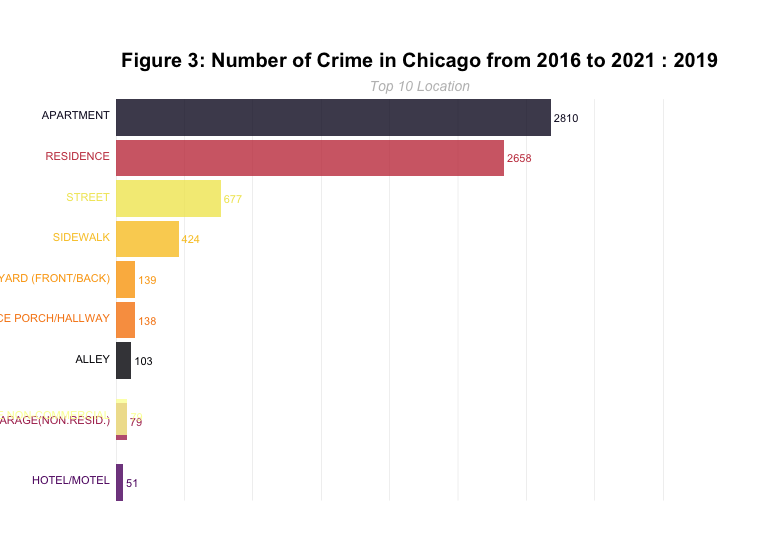 Figure 3: Number of Crime in Chicago from 2016 to 2021 : 2019
Top 10 Location
APARTMENT 2810
RESIDENCE 2658
STREET 677
SIDEWALK 424
YARD (FRONT/BACK) 139
CE PORCH/HALLWAY 138
ALLEY 103
ARAGE(NON.RESID.) 79
HOTEL/MOTEL 51